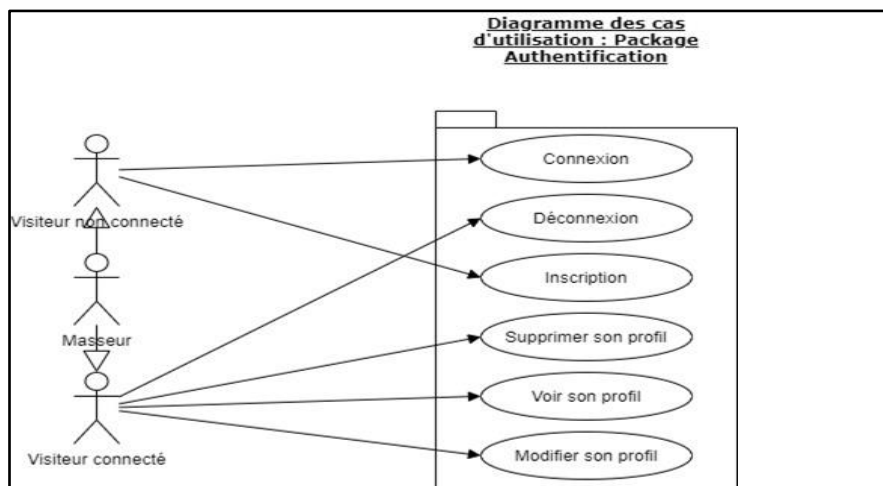 Diagramme des cas
d'utilisation : Package
Authentification
Connexion
Visiteur non connecté
Déconnexion
Inscription
Masseur
Supprimer son profil
Voir son profil
Visiteur connecté
Modifier son profil